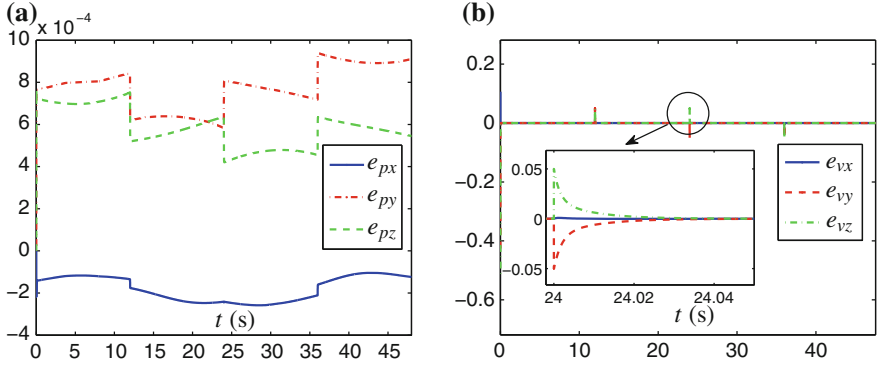 (a)
× 10⁻⁴
10
8
6
4
2
0
−2
−4
e_px
e_py
e_pz
t (s)
0 5 10 15 20 25 30 35 40 45
(b)
0.2
0
−0.2
−0.4
−0.6
e_vx
e_vy
e_vz
0.05
0
−0.05
24 24.02 24.04
t (s)
0 10 20 30 40